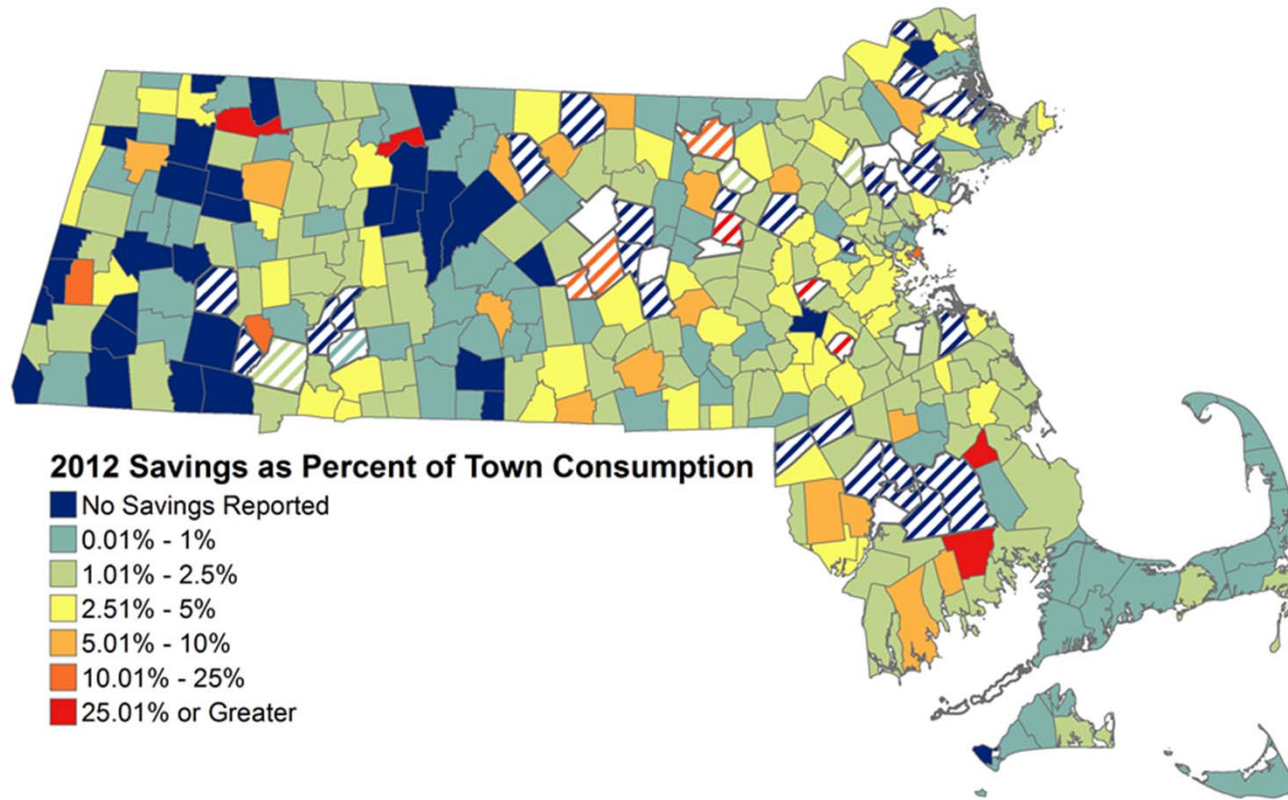 2012 Savings as Percent of Town Consumption
No Savings Reported
0.01% - 1%
1.01% - 2.5%
2.51% - 5%
5.01% - 10%
10.01% - 25%
25.01% or Greater